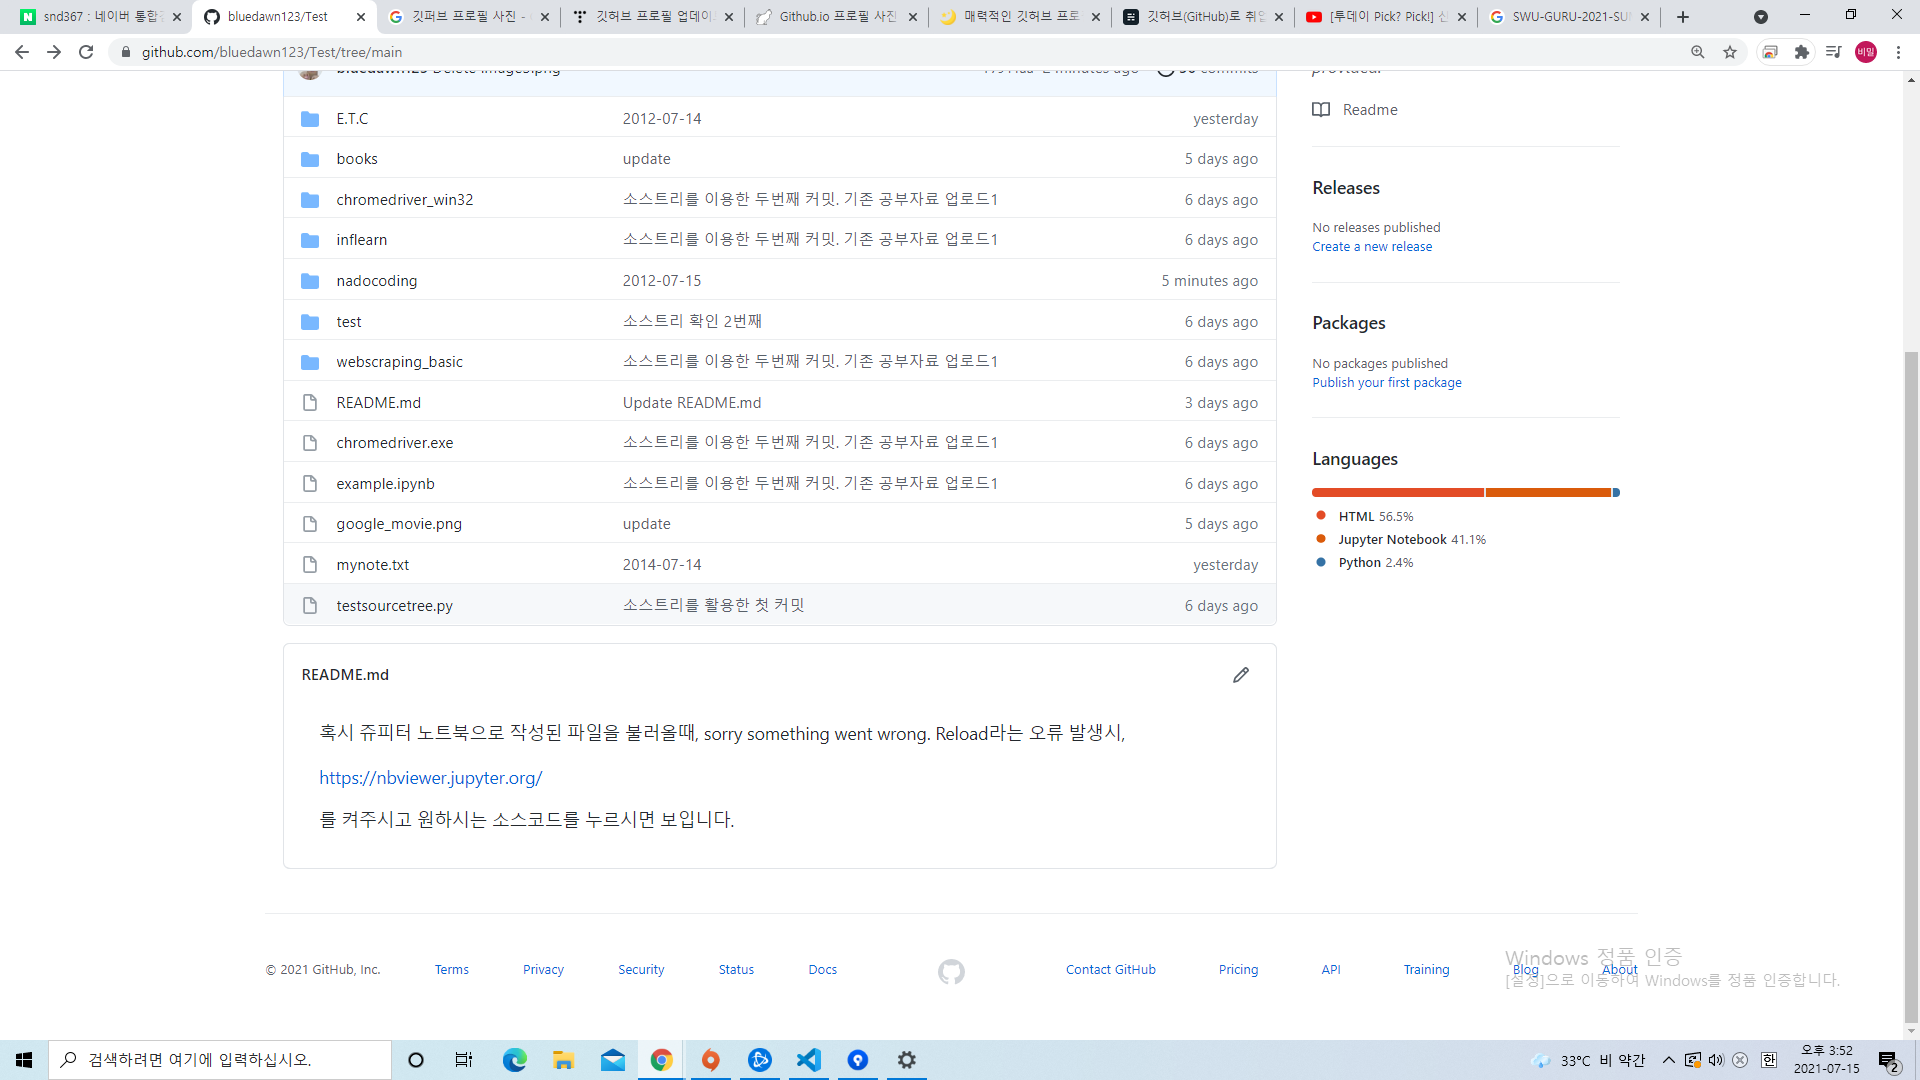 snd367 : 네이버 통합
bluedawn123/Test
깃퍼브 프로필 사진 -
깃허브 프로필 업데이
Github.io 프로필 사진
매력적인 깃허브 프로
깃허브(GitHub)로 취업
[투데이 Pick? Pick!] 신
SWU-GURU-2021-SU
github.com/bluedawn123/Test/tree/main
비밀
provided.
Readme
E.T.C 2012-07-14 yesterday
books update 5 days ago
chromedriver_win32 소스트리를 이용한 두번째 커밋. 기존 공부자료 업로드1 6 days ago
inflearn 소스트리를 이용한 두번째 커밋. 기존 공부자료 업로드1 6 days ago
nadocoding 2012-07-15 5 minutes ago
test 소스트리 확인 2번째 6 days ago
webscraping_basic 소스트리를 이용한 두번째 커밋. 기존 공부자료 업로드1 6 days ago
README.md Update README.md 3 days ago
chromedriver.exe 소스트리를 이용한 두번째 커밋. 기존 공부자료 업로드1 6 days ago
example.ipynb 소스트리를 이용한 두번째 커밋. 기존 공부자료 업로드1 6 days ago
google_movie.png update 5 days ago
mynote.txt 2014-07-14 yesterday
testsourcetree.py 소스트리를 활용한 첫 커밋 6 days ago
Releases
No releases published
Create a new release
Packages
No packages published
Publish your first package
Languages
HTML 56.5%
Jupyter Notebook 41.1%
Python 2.4%
README.md
혹시 쥬피터 노트북으로 작성된 파일을 불러올때, sorry something went wrong. Reload라는 오류 발생시,
https://nbviewer.jupyter.org/
를 켜주시고 원하시는 소스코드를 누르시면 보입니다.
© 2021 GitHub, Inc. Terms Privacy Security Status Docs Contact GitHub Pricing API Training Blog About
Windows 정품 인증
[설정]으로 이동하여 Windows를 정품 인증합니다.
검색하려면 여기에 입력하십시오.
33°C 비 약간
한
오후 3:52
2021-07-15
2